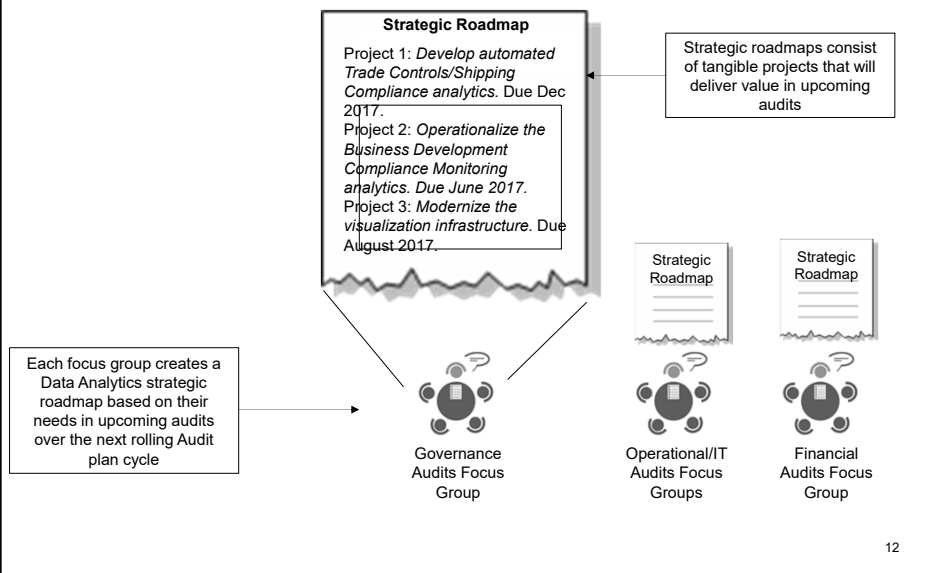 Strategic Roadmap
Project 1: Develop automated
Trade Controls/Shipping
Compliance analytics. Due Dec
2017.
Project 2: Operationalize the
Business Development
Compliance Monitoring
analytics. Due June 2017.
Project 3: Modernize the
visualization infrastructure. Due
August 2017.
Strategic roadmaps consist
of tangible projects that will
deliver value in upcoming
audits
Strategic
Roadmap
Strategic
Roadmap
Each focus group creates a
Data Analytics strategic
roadmap based on their
needs in upcoming audits
over the next rolling Audit
plan cycle
Governance
Audits Focus
Group
Operational/IT
Audits Focus
Groups
Financial
Audits Focus
Group
12